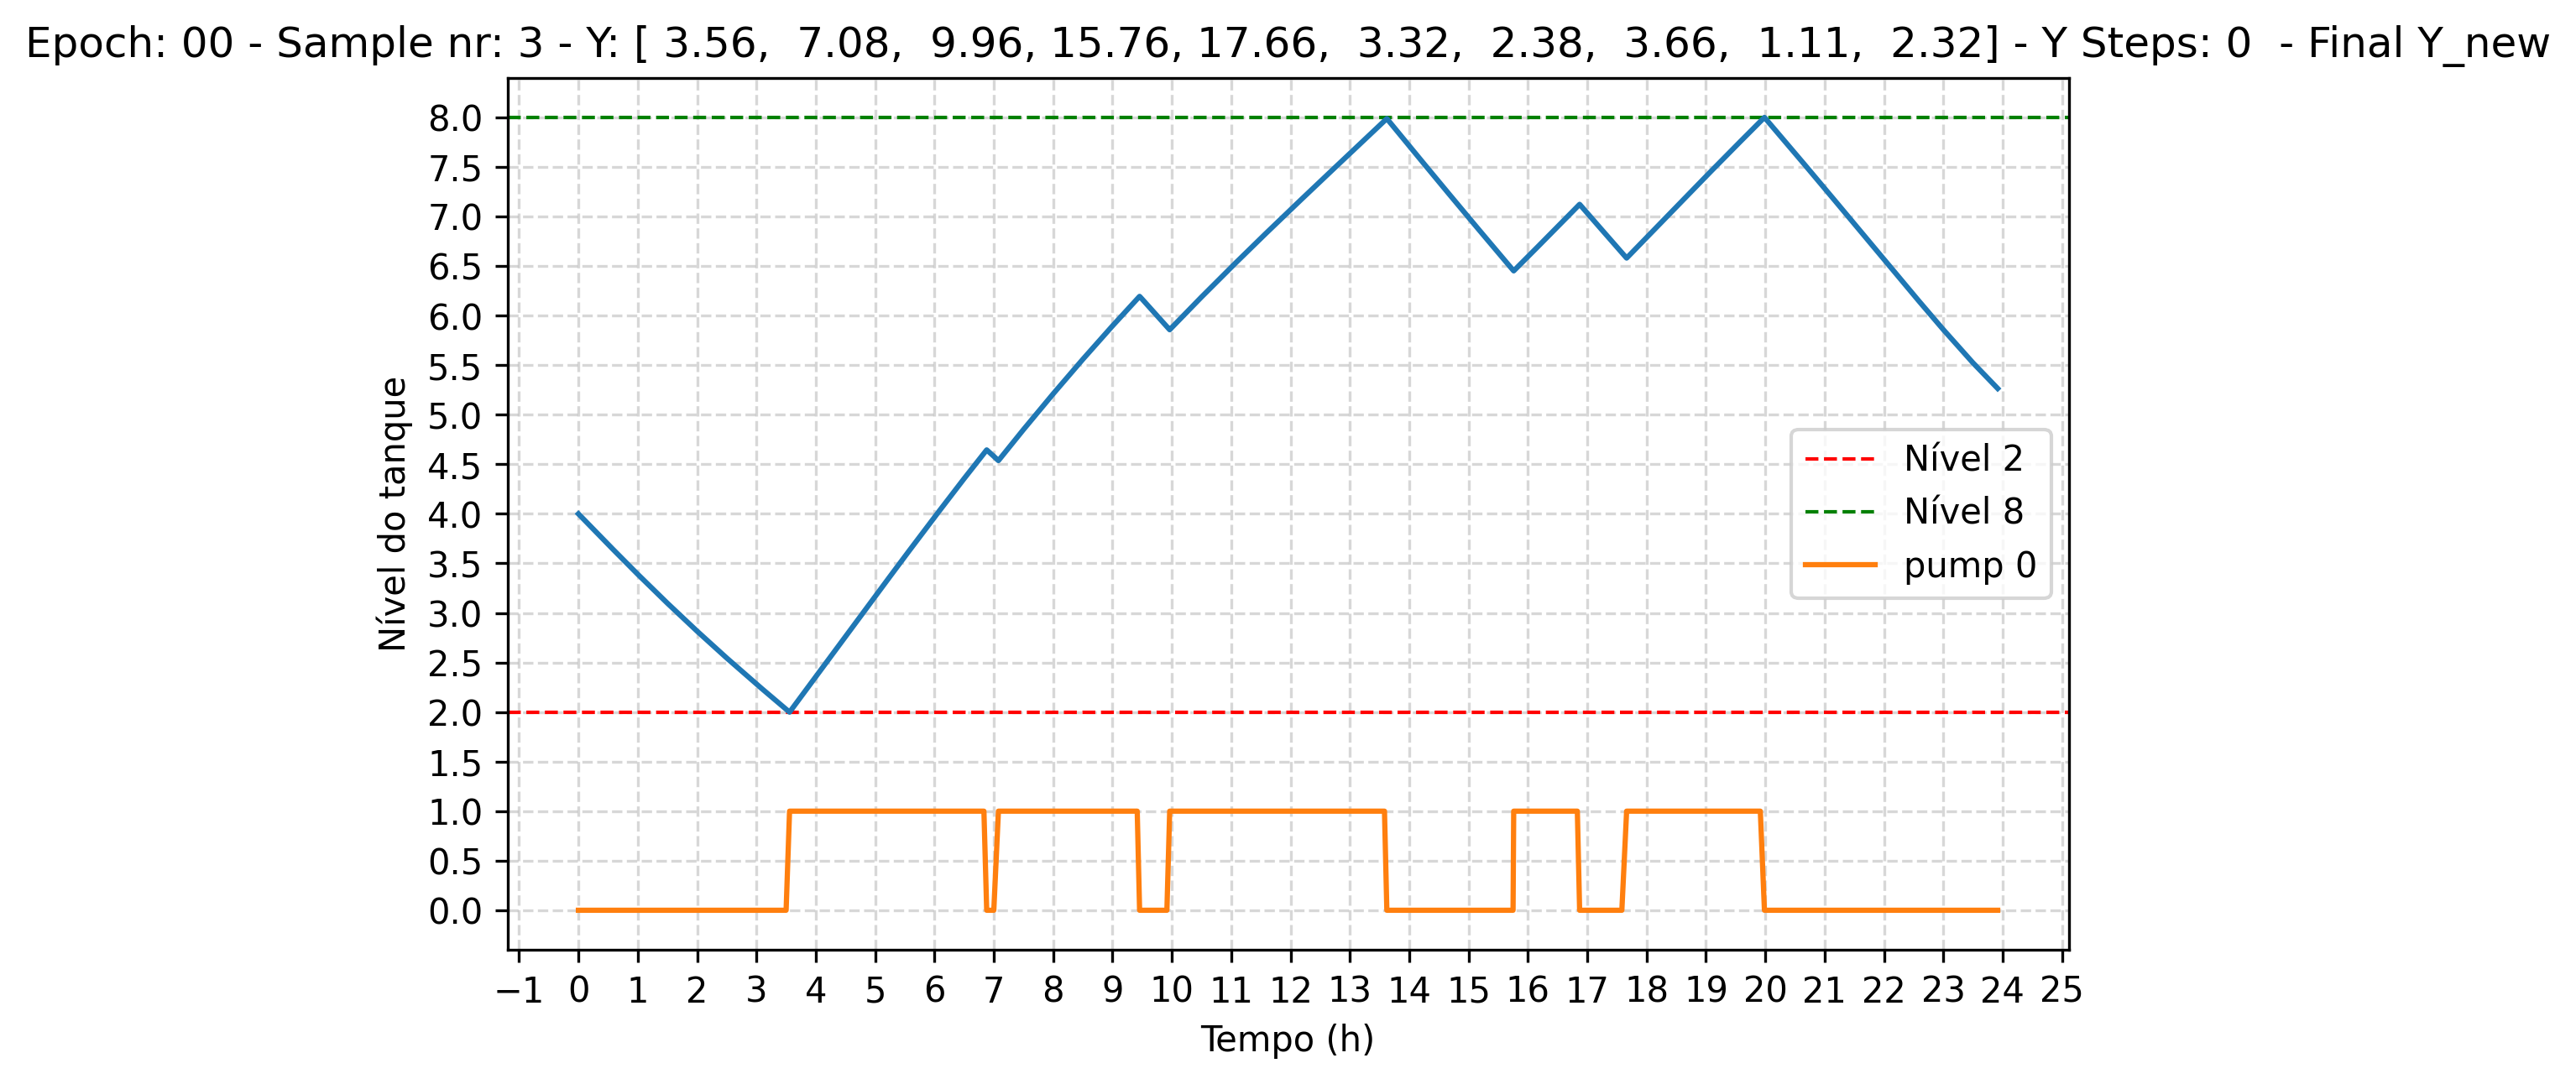 Epoch: 00 - Sample nr: 3 - Y: [ 3.56,  7.08,  9.96, 15.76, 17.66,  3.32,  2.38,  3.66,  1.11,  2.32] - Y Steps: 0  - Final Y_new
8.0
7.5
7.0
6.5
6.0
5.5
5.0
4.5
4.0
3.5
3.0
2.5
2.0
1.5
1.0
0.5
0.0
Nível do tanque
Nível 2
Nível 8
pump 0
−1 0 1 2 3 4 5 6 7 8 9 10 11 12 13 14 15 16 17 18 19 20 21 22 23 24 25
Tempo (h)